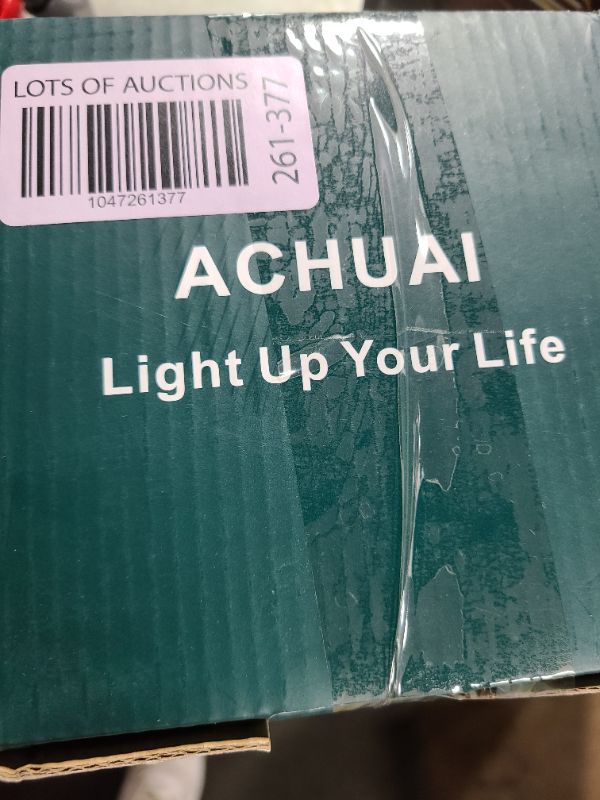 LOTS OF AUCTIONS
1047261377
261-377
ACHUAI
Light Up Your Life